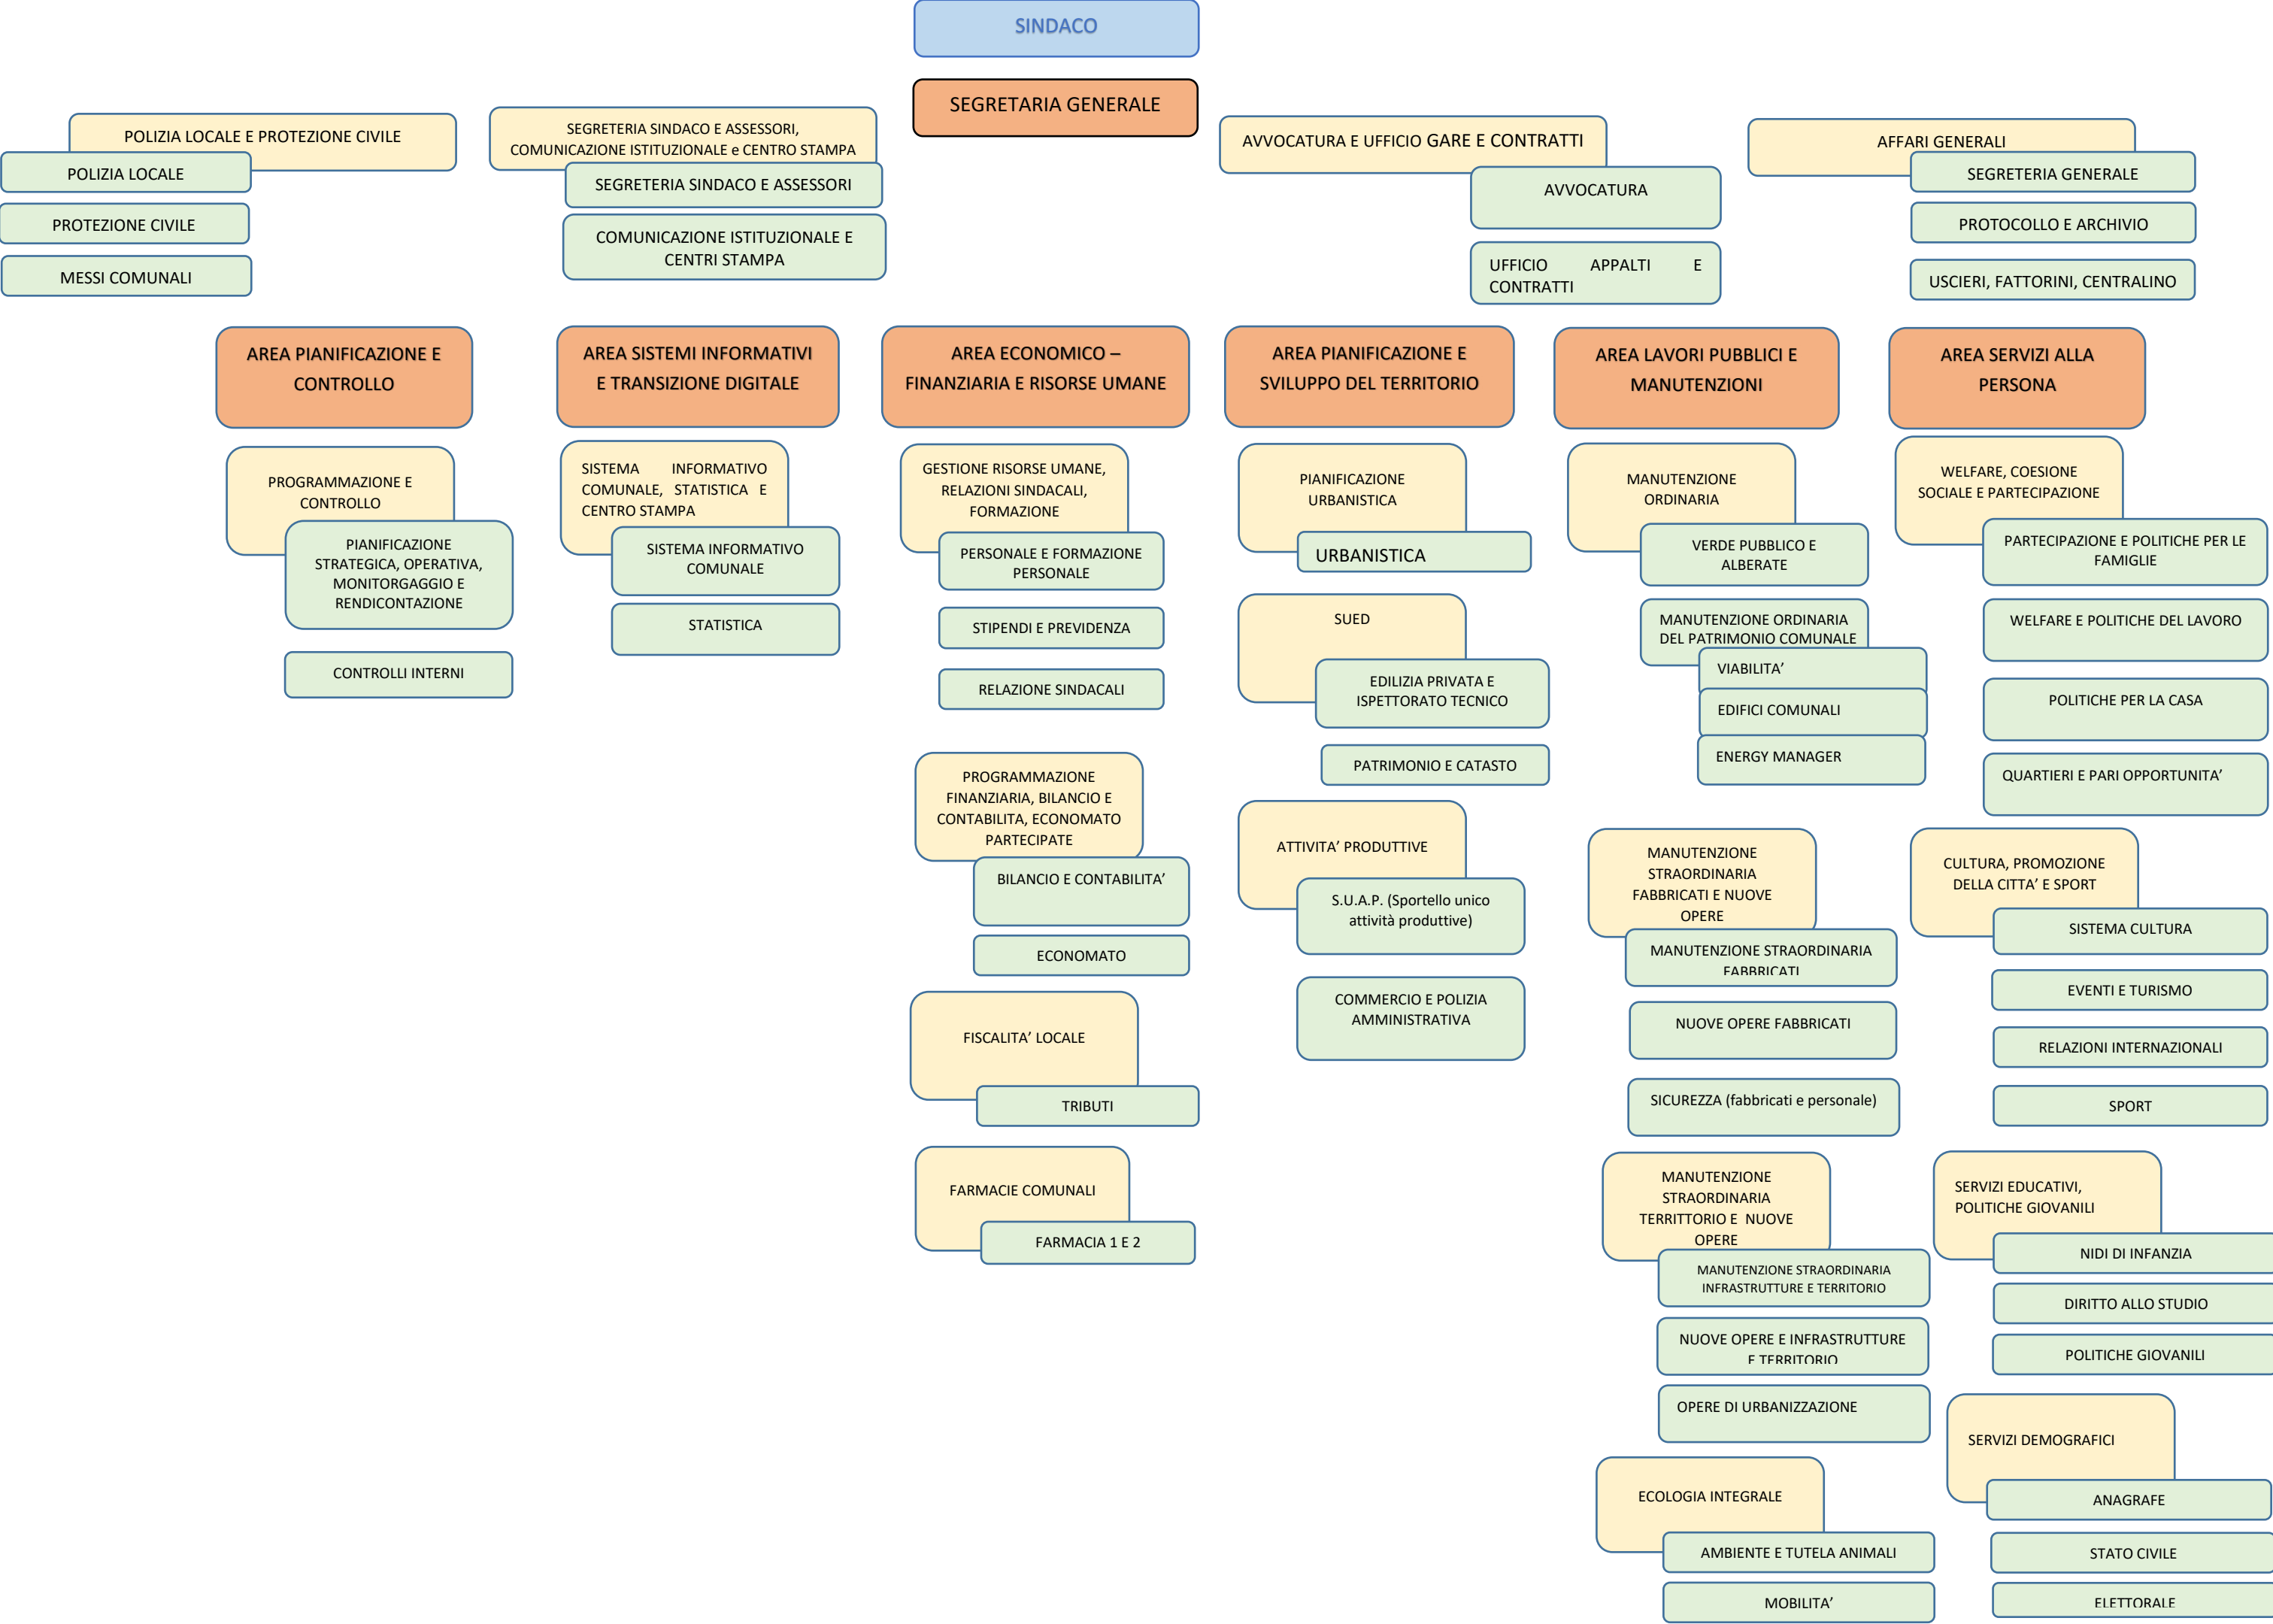 SINDACO
SEGRETARIA GENERALE
POLIZIA LOCALE E PROTEZIONE CIVILE
POLIZIA LOCALE
PROTEZIONE CIVILE
MESSI COMUNALI
SEGRETERIA SINDACO E ASSESSORI,
COMUNICAZIONE ISTITUZIONALE e CENTRO STAMPA
SEGRETERIA SINDACO E ASSESSORI
COMUNICAZIONE ISTITUZIONALE E
CENTRI STAMPA
AVVOCATURA E UFFICIO GARE E CONTRATTI
AVVOCATURA
UFFICIO APPALTI E
CONTRATTI
AFFARI GENERALI
SEGRETERIA GENERALE
PROTOCOLLO E ARCHIVIO
USCIERI, FATTORINI, CENTRALINO
AREA PIANIFICAZIONE E
CONTROLLO
PROGRAMMAZIONE E
CONTROLLO
PIANIFICAZIONE
STRATEGICA, OPERATIVA,
MONITORGAGGIO E
RENDICONTAZIONE
CONTROLLI INTERNI
AREA SISTEMI INFORMATIVI
E TRANSIZIONE DIGITALE
SISTEMA INFORMATIVO
COMUNALE, STATISTICA E
CENTRO STAMPA
SISTEMA INFORMATIVO
COMUNALE
STATISTICA
AREA ECONOMICO –
FINANZIARIA E RISORSE UMANE
GESTIONE RISORSE UMANE,
RELAZIONI SINDACALI,
FORMAZIONE
PERSONALE E FORMAZIONE
PERSONALE
STIPENDI E PREVIDENZA
RELAZIONE SINDACALI
PROGRAMMAZIONE
FINANZIARIA, BILANCIO E
CONTABILITA, ECONOMATO
PARTECIPATE
BILANCIO E CONTABILITA’
ECONOMATO
FISCALITA’ LOCALE
TRIBUTI
FARMACIE COMUNALI
FARMACIA 1 E 2
AREA PIANIFICAZIONE E
SVILUPPO DEL TERRITORIO
PIANIFICAZIONE
URBANISTICA
URBANISTICA
SUED
EDILIZIA PRIVATA E
ISPETTORATO TECNICO
PATRIMONIO E CATASTO
ATTIVITA’ PRODUTTIVE
S.U.A.P. (Sportello unico
attività produttive)
COMMERCIO E POLIZIA
AMMINISTRATIVA
AREA LAVORI PUBBLICI E
MANUTENZIONI
MANUTENZIONE
ORDINARIA
VERDE PUBBLICO E
ALBERATE
MANUTENZIONE ORDINARIA
DEL PATRIMONIO COMUNALE
VIABILITA’
EDIFICI COMUNALI
ENERGY MANAGER
MANUTENZIONE
STRAORDINARIA
FABBRICATI E NUOVE
OPERE
MANUTENZIONE STRAORDINARIA
FABBRICATI
NUOVE OPERE FABBRICATI
SICUREZZA (fabbricati e personale)
MANUTENZIONE
STRAORDINARIA
TERRITTORIO E NUOVE
OPERE
MANUTENZIONE STRAORDINARIA
INFRASTRUTTURE E TERRITORIO
NUOVE OPERE E INFRASTRUTTURE
E TERRITORIO
OPERE DI URBANIZZAZIONE
ECOLOGIA INTEGRALE
AMBIENTE E TUTELA ANIMALI
MOBILITA’
AREA SERVIZI ALLA
PERSONA
WELFARE, COESIONE
SOCIALE E PARTECIPAZIONE
PARTECIPAZIONE E POLITICHE PER LE
FAMIGLIE
WELFARE E POLITICHE DEL LAVORO
POLITICHE PER LA CASA
QUARTIERI E PARI OPPORTUNITA’
CULTURA, PROMOZIONE
DELLA CITTA’ E SPORT
SISTEMA CULTURA
EVENTI E TURISMO
RELAZIONI INTERNAZIONALI
SPORT
SERVIZI EDUCATIVI,
POLITICHE GIOVANILI
NIDI DI INFANZIA
DIRITTO ALLO STUDIO
POLITICHE GIOVANILI
SERVIZI DEMOGRAFICI
ANAGRAFE
STATO CIVILE
ELETTORALE